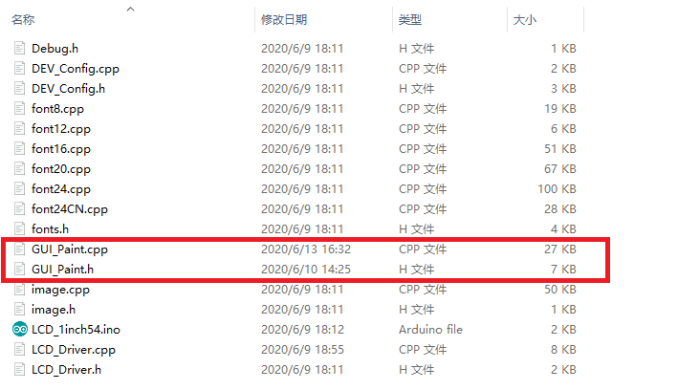 名称 修改日期 类型 大小
Debug.h 2020/6/9 18:11 H 文件 1 KB
DEV_Config.cpp 2020/6/9 18:11 CPP 文件 2 KB
DEV_Config.h 2020/6/9 18:11 H 文件 3 KB
font8.cpp 2020/6/9 18:11 CPP 文件 19 KB
font12.cpp 2020/6/9 18:11 CPP 文件 6 KB
font16.cpp 2020/6/9 18:11 CPP 文件 51 KB
font20.cpp 2020/6/9 18:11 CPP 文件 67 KB
font24.cpp 2020/6/9 18:11 CPP 文件 100 KB
font24CN.cpp 2020/6/9 18:11 CPP 文件 28 KB
fonts.h 2020/6/9 18:11 H 文件 4 KB
GUI_Paint.cpp 2020/6/13 16:32 CPP 文件 27 KB
GUI_Paint.h 2020/6/10 14:25 H 文件 7 KB
image.cpp 2020/6/9 18:11 CPP 文件 50 KB
image.h 2020/6/9 18:11 H 文件 1 KB
LCD_1inch54.ino 2020/6/9 18:12 Arduino file 2 KB
LCD_Driver.cpp 2020/6/9 18:55 CPP 文件 8 KB
LCD_Driver.h 2020/6/9 18:11 H 文件 2 KB